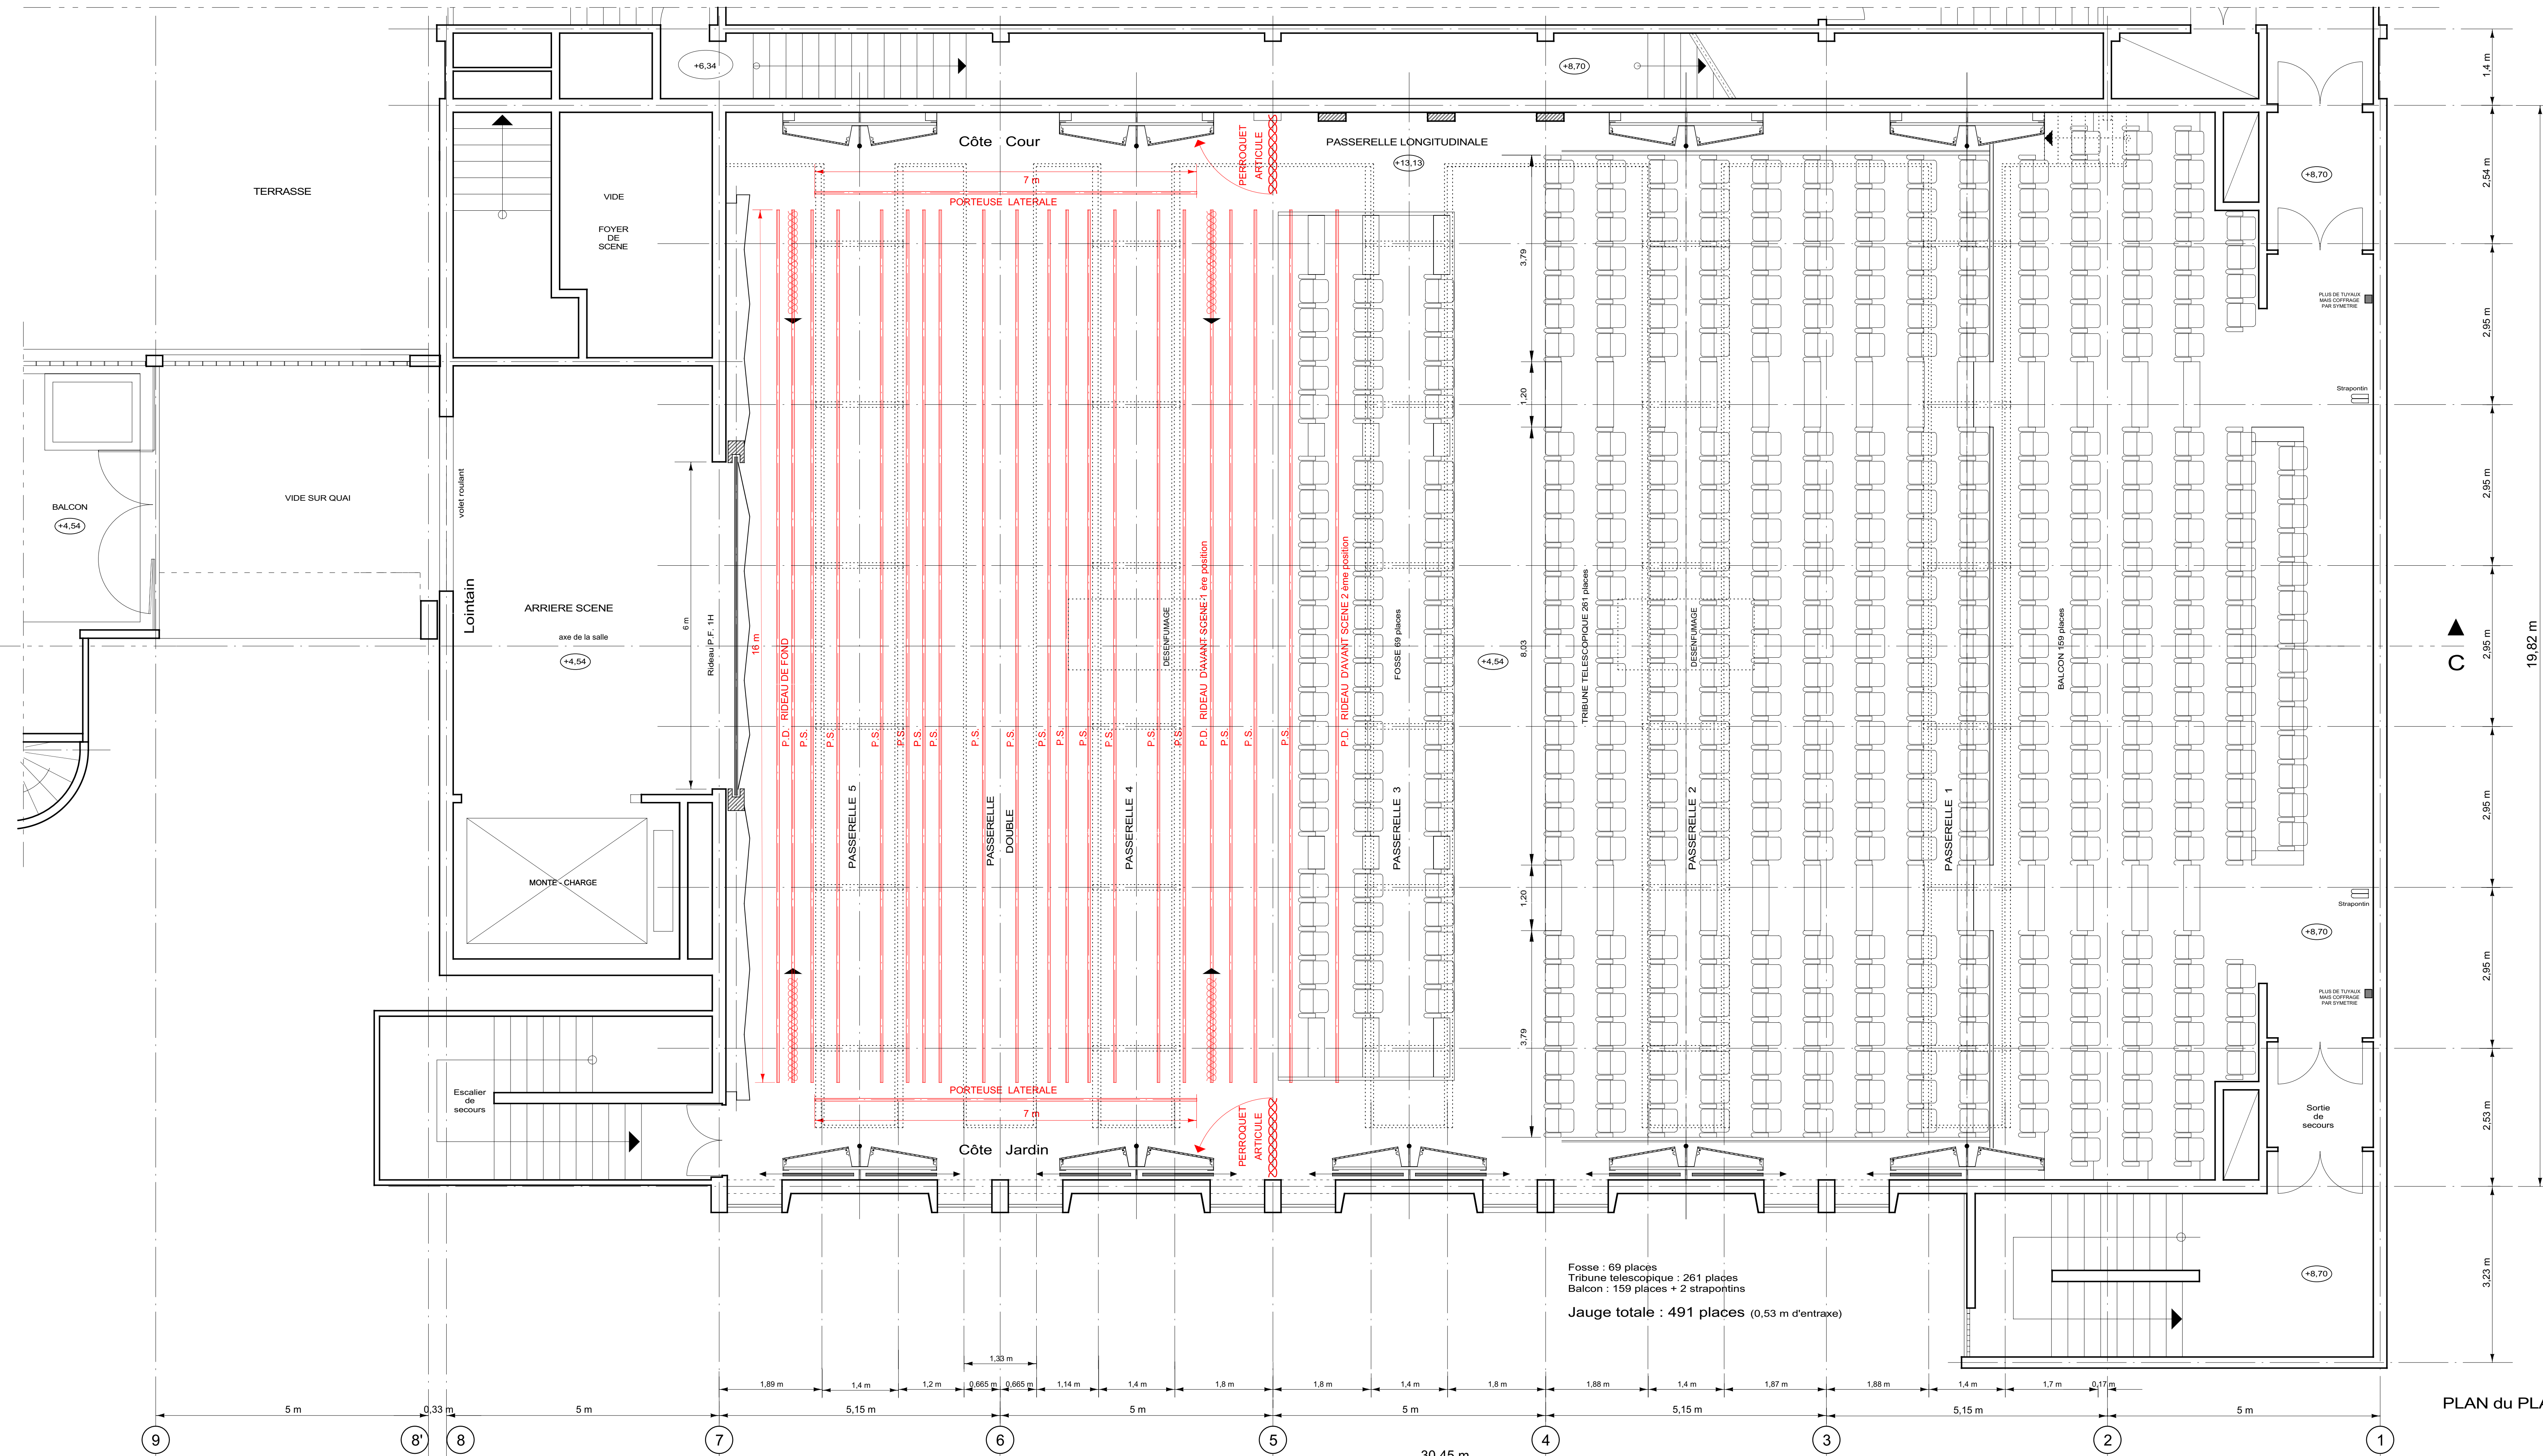 +6,34
+8,70
1,4 m
Côte Cour
PERROQUET
ARTICULE
PASSERELLE LONGITUDINALE
+13,13
+8,70
2,54 m
TERRASSE
VIDE
FOYER
DE
SCENE
7 m
PORTEUSE LATERALE
3,79
2,95 m
PLUS DE TUYAUX
MAIS COFFRAGE
PAR SYMETRIE
Strapontin
1,20
2,95 m
BALCON
+4,54
VIDE SUR QUAI
volet roulant
Lointain
ARRIERE SCENE
axe de la salle
+4,54
6 m
Rideau P.F. 1H
16 m
P.D. RIDEAU DE FOND
P.S.
P.S.
P.S.
P.S.
P.S.
P.S.
P.S.
P.S.
P.S.
P.S.
P.S.
P.S.
P.S.
P.S.
DESENFUMAGE
P.D. RIDEAU D'AVANT SCENE 1 ère position
P.S.
P.S.
P.S.
P.D. RIDEAU D'AVANT SCENE 2 ème position
FOSSE 69 places
+4,54
8,03
TRIBUNE TELESCOPIQUE 261 places
DESENFUMAGE
BALCON 159 places
2,95 m
C
19,82 m
PASSERELLE 5
PASSERELLE
DOUBLE
PASSERELLE 4
PASSERELLE 3
PASSERELLE 2
PASSERELLE 1
2,95 m
MONTE - CHARGE
1,20
Strapontin
+8,70
2,95 m
PLUS DE TUYAUX
MAIS COFFRAGE
PAR SYMETRIE
3,79
Escalier
de
secours
PORTEUSE LATERALE
7 m
Côte Jardin
PERROQUET
ARTICULE
Sortie
de
secours
2,53 m
Fosse : 69 places
Tribune telescopique : 261 places
Balcon : 159 places + 2 strapontins
Jauge totale : 491 places (0,53 m d'entraxe)
+8,70
3,23 m
1,33 m
1,89 m
1,4 m
1,2 m
0,665 m
0,665 m
1,14 m
1,4 m
1,8 m
1,8 m
1,4 m
1,8 m
1,88 m
1,4 m
1,87 m
1,88 m
1,4 m
1,7 m
0,17 m
5 m
0,33 m
5 m
5,15 m
5 m
5 m
5,15 m
5,15 m
5 m
PLAN du PLA
9
8'
8
7
6
5
4
3
2
1
30,45 m